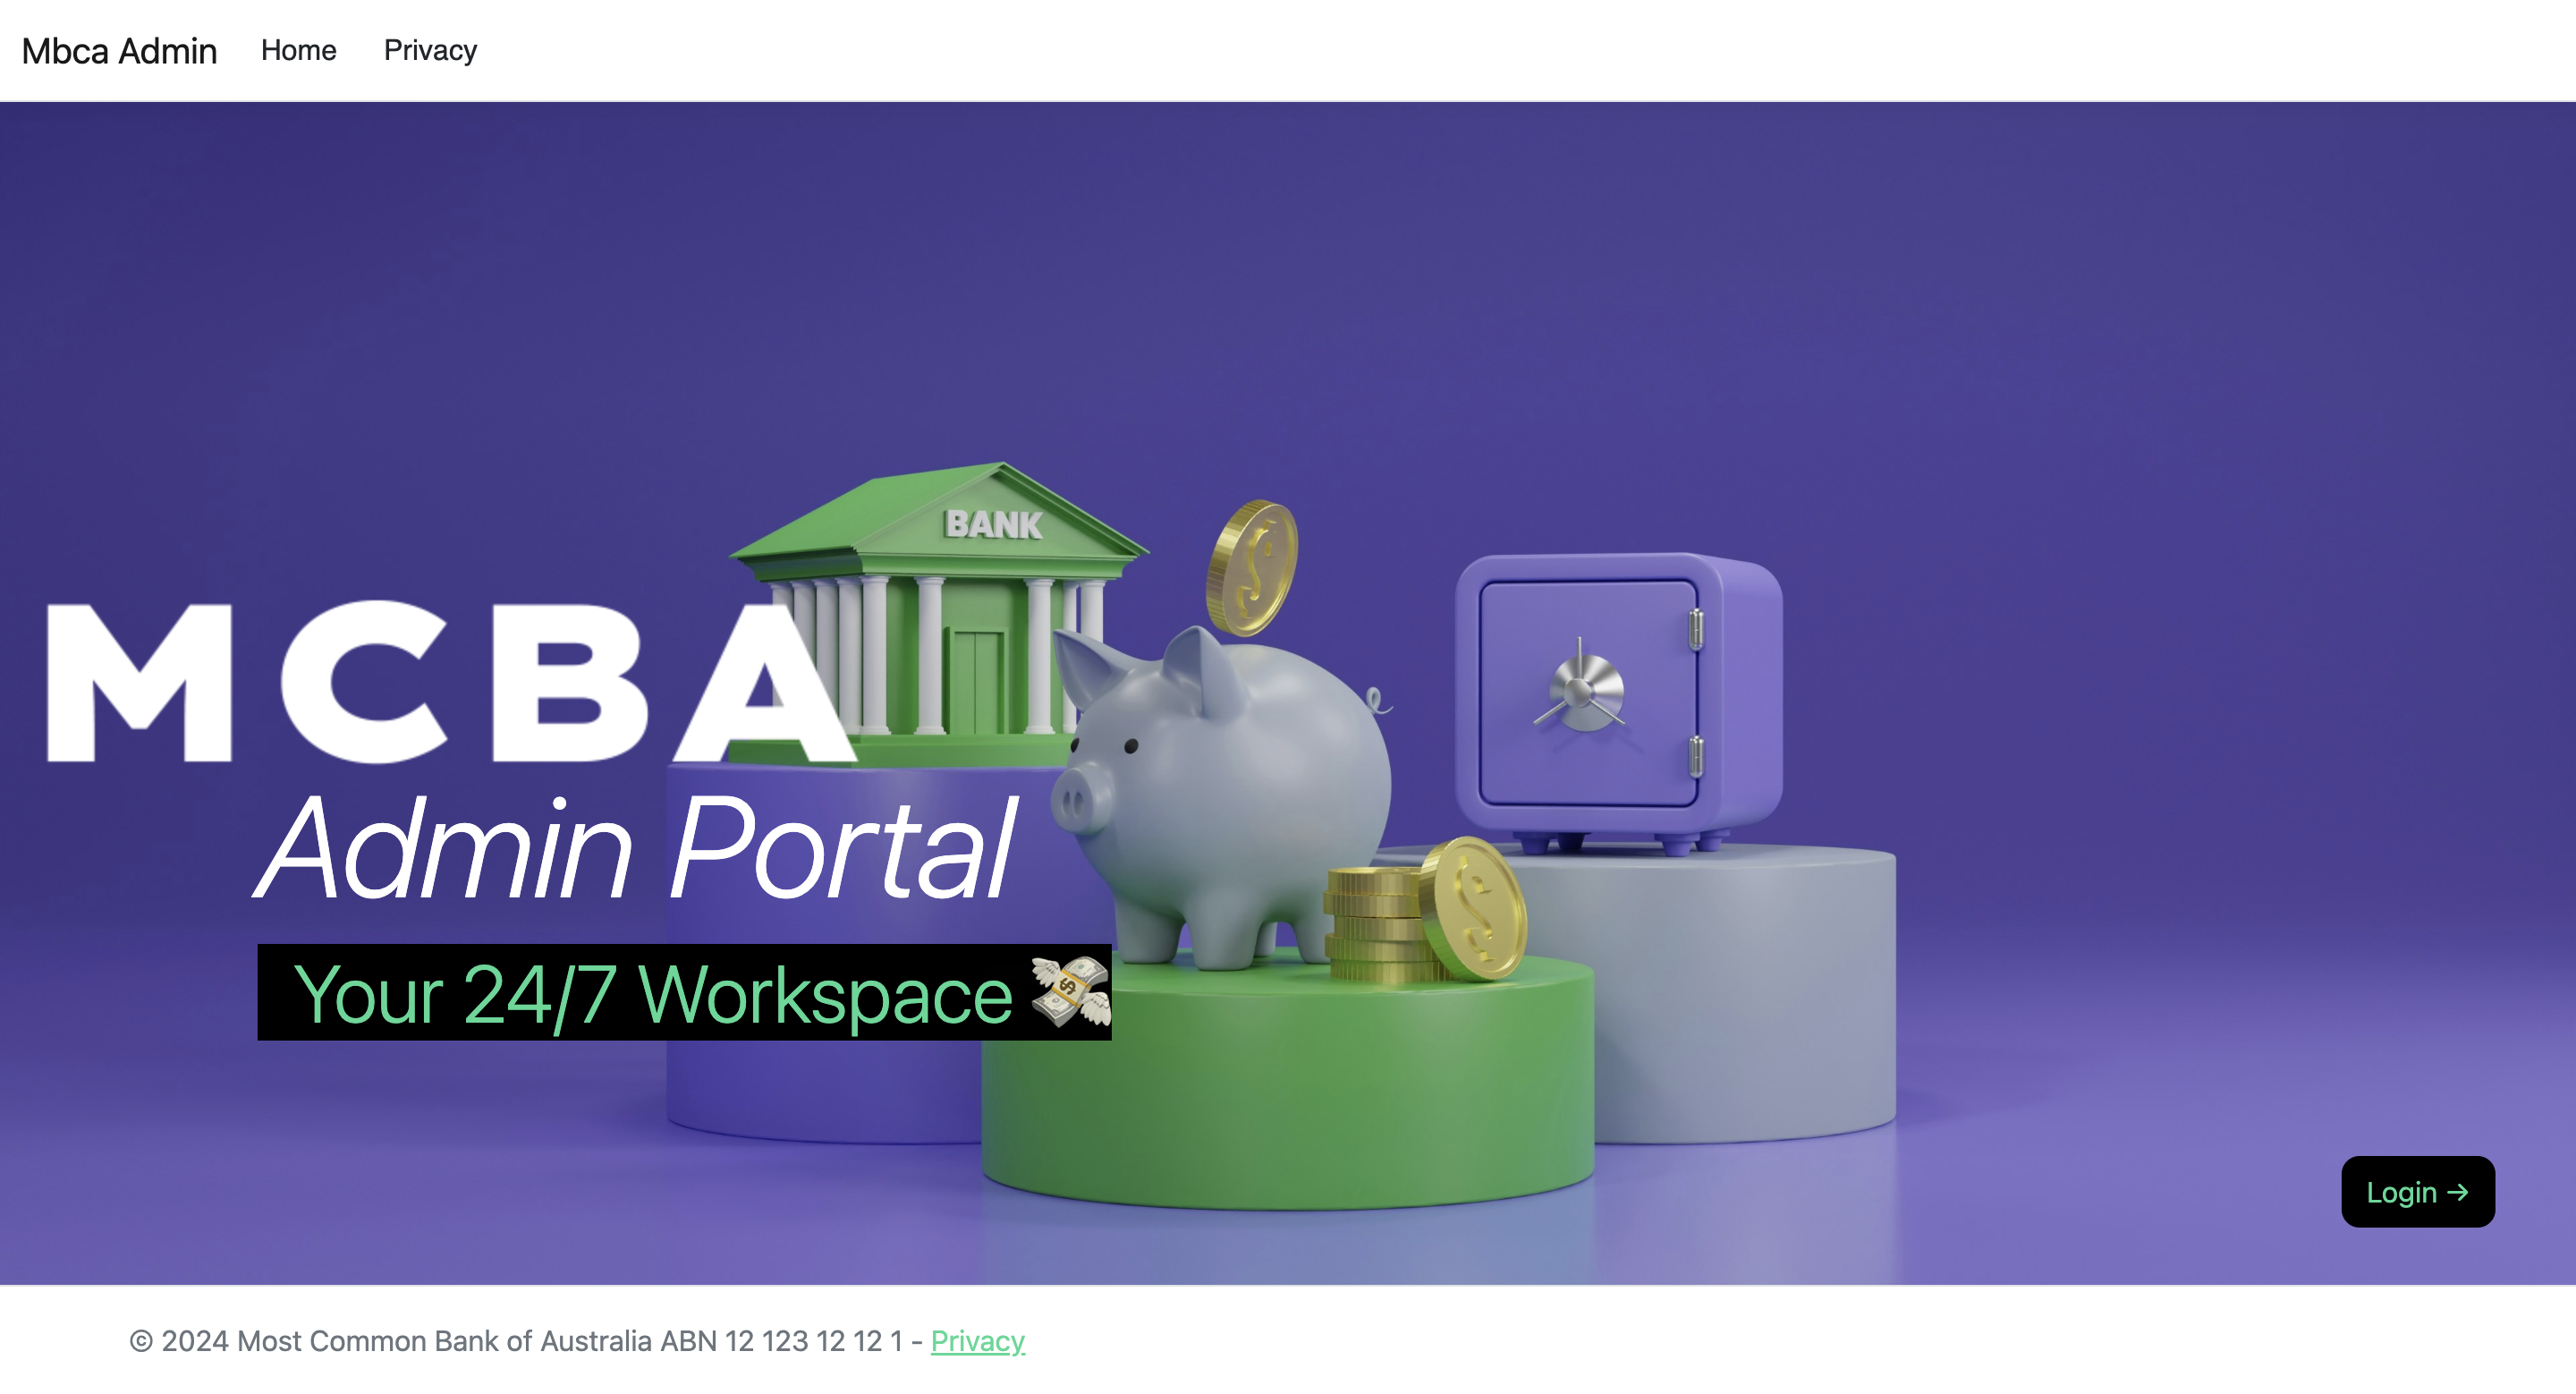 Mbca Admin Home Privacy
BANK
MCBA
Admin Portal
Your 24/7 Workspace 💸
Login →
© 2024 Most Common Bank of Australia ABN 12 123 12 12 1 - Privacy